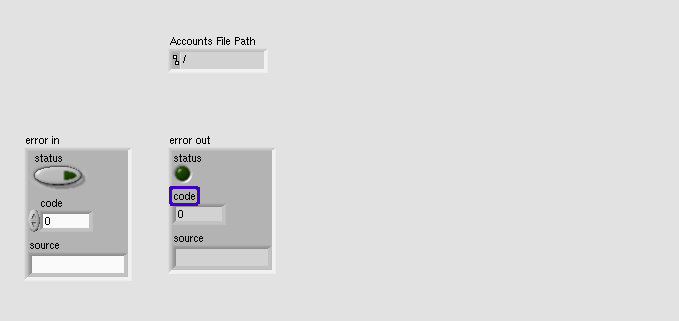 Accounts File Path
/
error in
status
code
0
source
error out
status
code
0
source